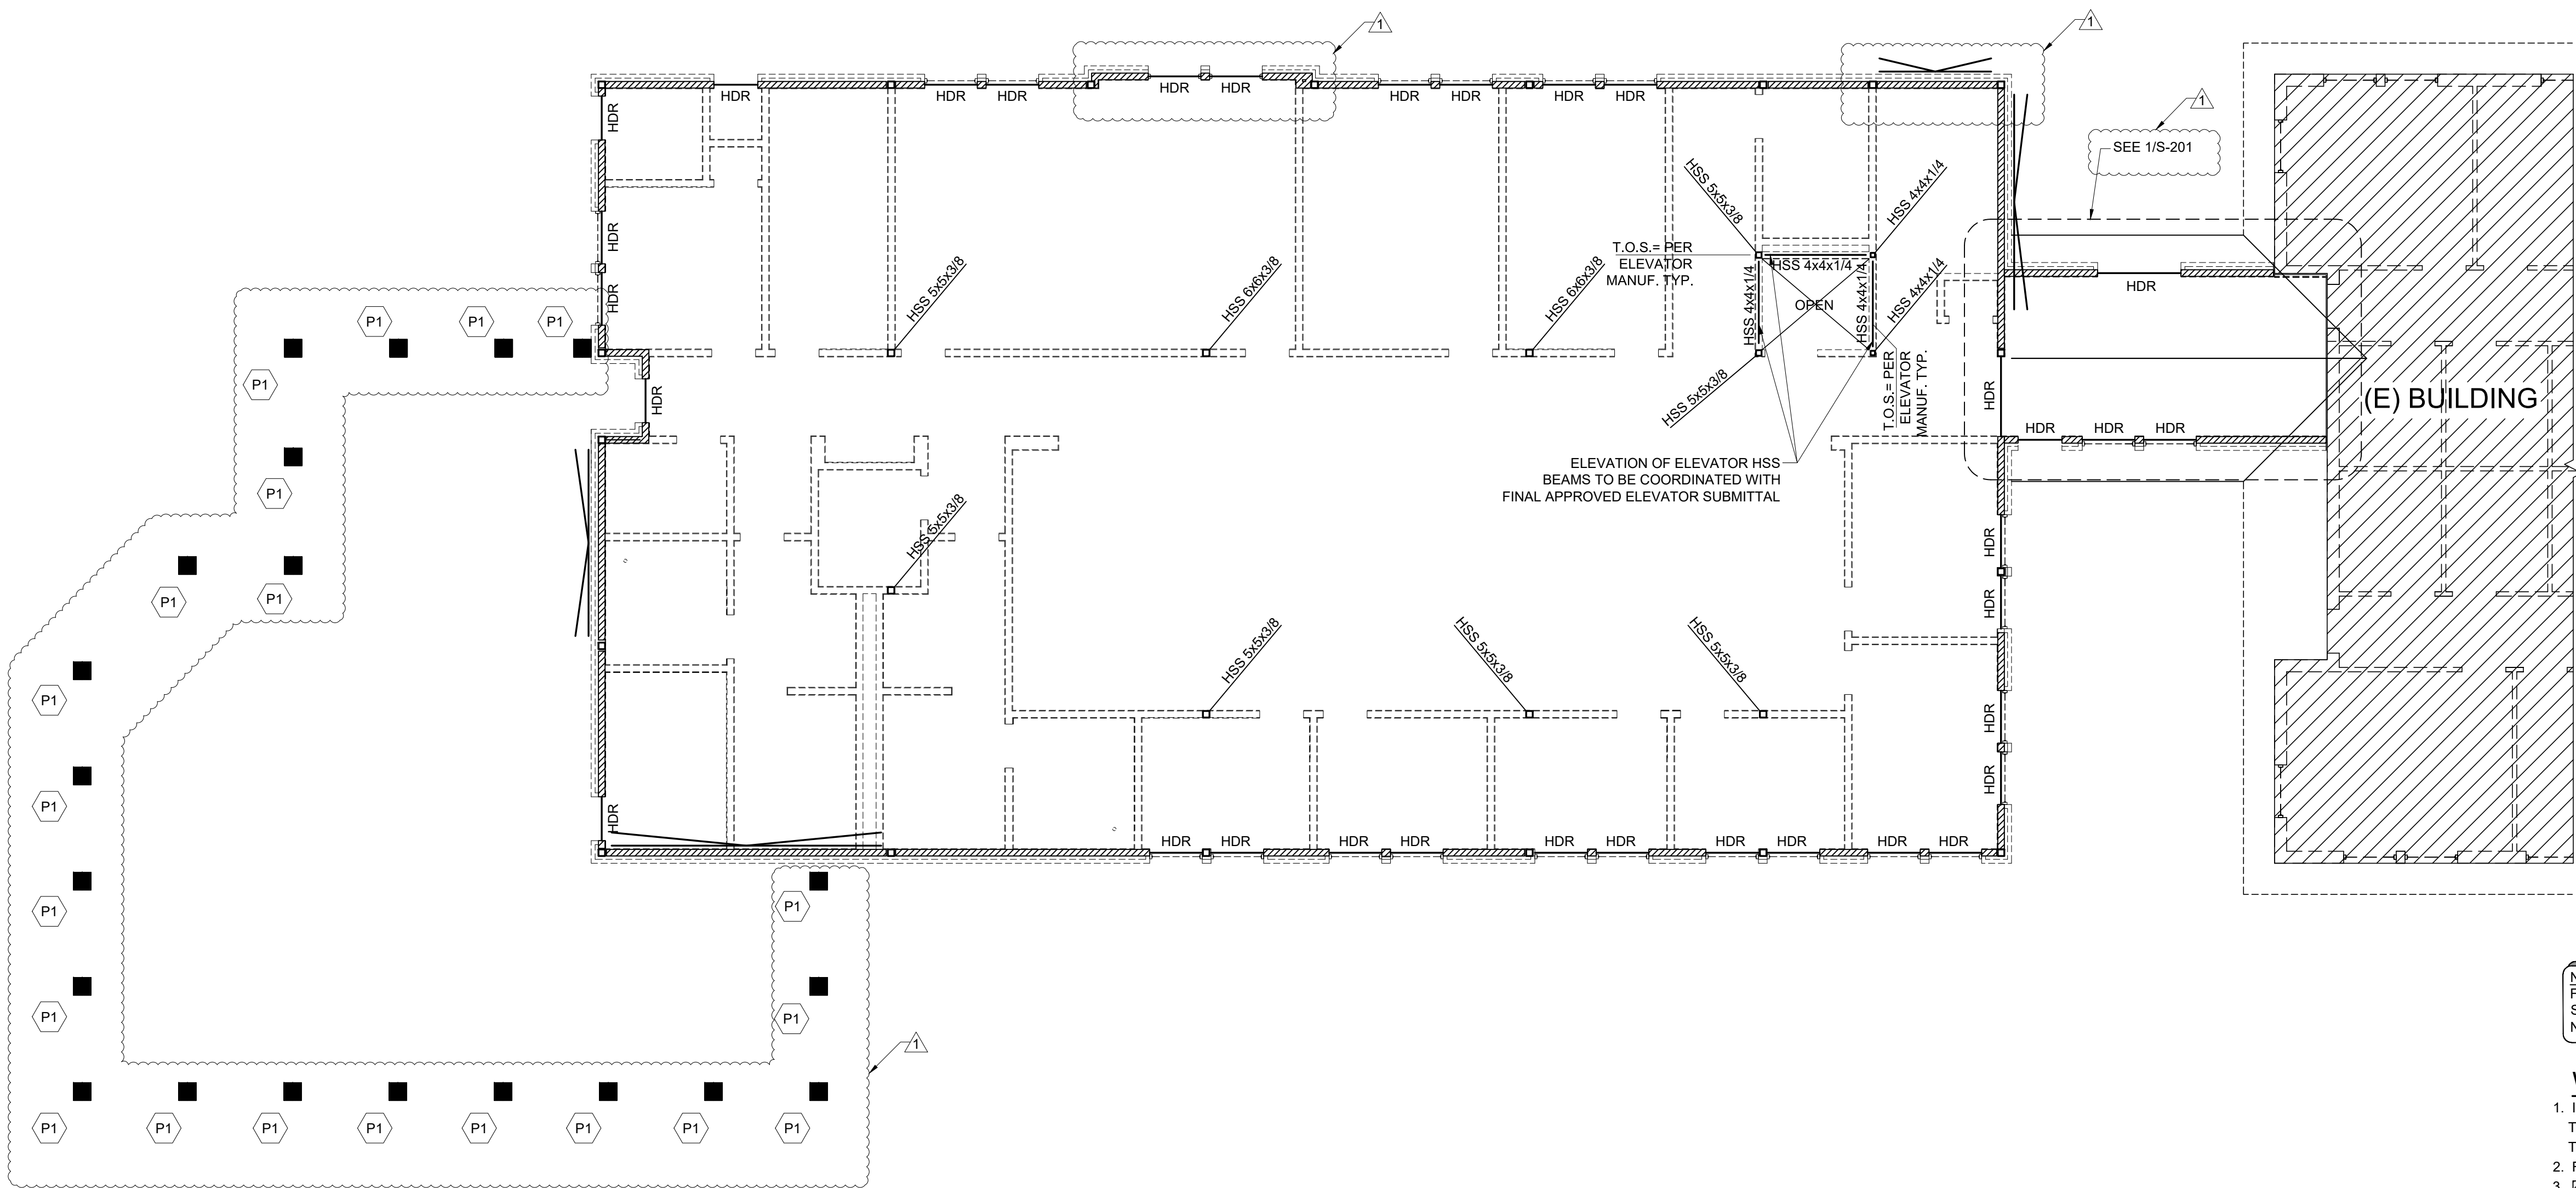 1
1
1
SEE 1/S-201
HDR
HDR
HDR
HDR
HDR
HDR
HDR
HDR
HDR
HDR
HDR
HDR
HSS 5x5x3/8
HSS 4x4x1/4
T.O.S.= PER
ELEVATOR
MANUF. TYP.
HSS 4x4x1/4
HSS 4x4x1/4
HSS 4x4x1/4
OPEN
HSS 4x4x1/4
HSS 5x5x3/8
HSS 6x6x3/8
HSS 6x6x3/8
HSS 5x5x3/8
T.O.S.= PER
ELEVATOR
MANUF. TYP.
ELEVATION OF ELEVATOR HSS
BEAMS TO BE COORDINATED WITH
FINAL APPROVED ELEVATOR SUBMITTAL
HDR
HDR
HDR
HDR
HDR
HDR
(E) BUILDING
P1
P1
P1
P1
P1
P1
P1
HDR
HSS 5x5x3/8
HDR
HDR
HSS 5x5x3/8
HSS 5x5x3/8
HSS 5x5x3/8
HDR
HDR
HDR
P1
P1
P1
P1
HDR
HDR
HDR
HDR
HDR
HDR
HDR
HDR
HDR
HDR
P1
P1
1
P1
P1
P1
P1
P1
P1
P1
P1
1.
2.
3.